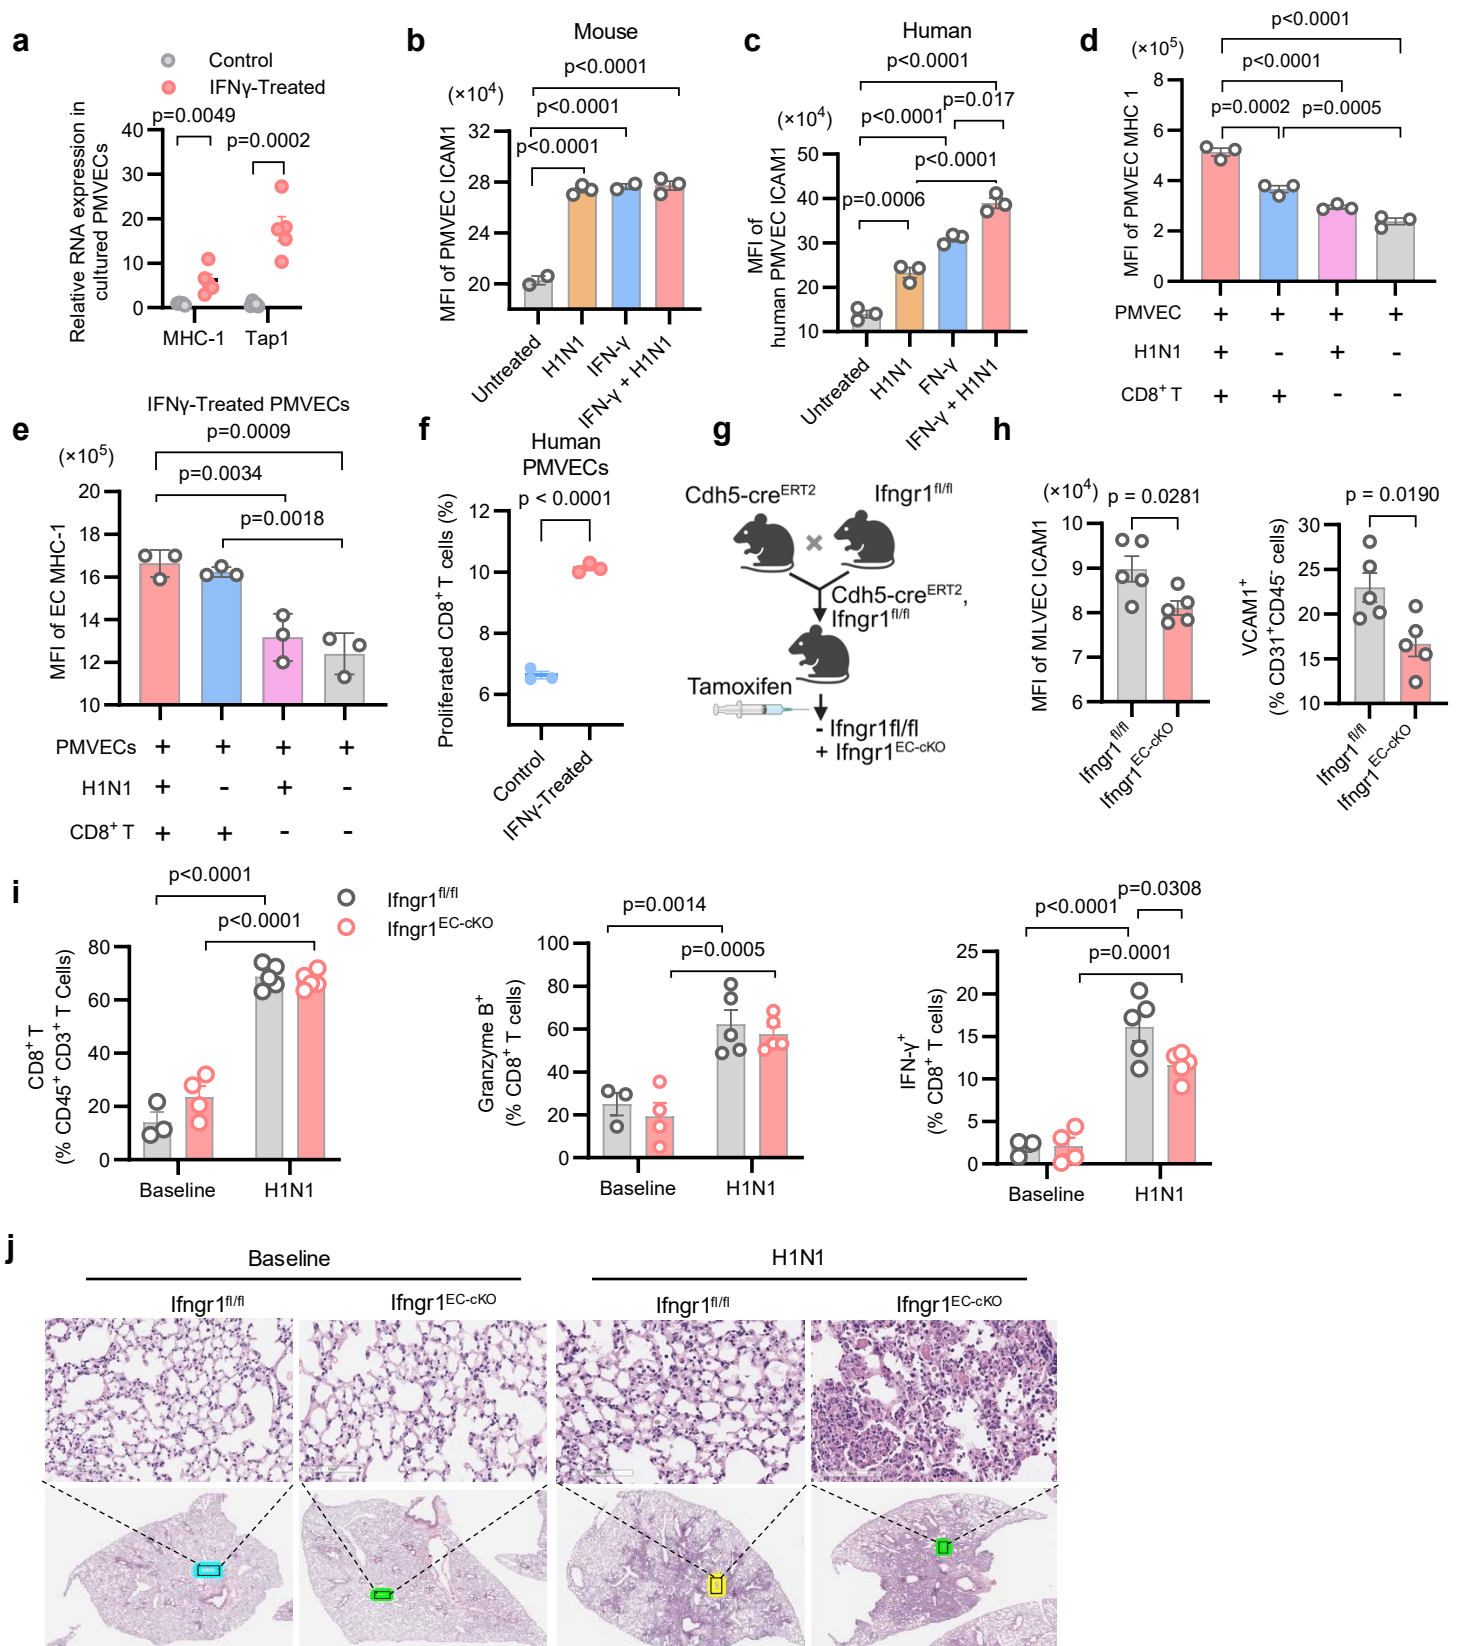 a
Control
IFNγ-Treated
p=0.0049
p=0.0002
Relative RNA expression in
cultured PMVECs
40
30
20
10
0
MHC-1
Tap1
b
Mouse
p<0.0001
p<0.0001
p<0.0001
(×10⁴)
MFI of PMVEC ICAM1
32
28
24
20
Untreated
H1N1
IFN-γ
IFN-γ + H1N1
c
Human
p<0.0001
p=0.017
p<0.0001
p<0.0001
p=0.0006
(×10⁴)
MFI of
human PMVEC ICAM1
50
40
30
20
10
Untreated
H1N1
FN-γ
IFN-γ + H1N1
d
p<0.0001
p<0.0001
p=0.0002
p=0.0005
(×10⁵)
MFI of PMVEC MHC 1
8
6
4
2
0
PMVEC + + + +
H1N1 + - + -
CD8⁺ T + + - -
e
IFNγ-Treated PMVECs
p=0.0009
p=0.0034
p=0.0018
(×10⁵)
MFI of EC MHC-1
20
18
16
14
12
10
PMVECs + + + +
H1N1 + - + -
CD8⁺ T + + - -
f
Human
PMVECs
p < 0.0001
Proliferated CD8⁺ T cells (%)
12
10
8
6
Control
IFNγ-Treated
g
Cdh5-creᴱᴿᵀ²
Ifngr1ᶠˡ/ᶠˡ
Cdh5-creᴱᴿᵀ²,
Ifngr1ᶠˡ/ᶠˡ
Tamoxifen
- Ifngr1fl/fl
+ Ifngr1ᴱC⁻ᶜᴷᴼ
h
(×10⁴)
p = 0.0281
MFI of MLVEC ICAM1
10
9
8
7
6
Ifngr1ᶠˡ/ᶠˡ
Ifngr1ᴱC⁻ᶜᴷᴼ
p = 0.0190
VCAM1⁺
(% CD31⁺CD45⁻ cells)
30
25
20
15
10
Ifngr1ᶠˡ/ᶠˡ
Ifngr1ᴱC⁻ᶜᴷᴼ
i
p<0.0001
p<0.0001
Ifngr1ᶠˡ/ᶠˡ
Ifngr1ᴱC⁻ᶜᴷᴼ
CD8⁺ T
(% CD45⁺ CD3⁺ T Cells)
80
60
40
20
0
Baseline
H1N1
p=0.0014
p=0.0005
Granzyme B⁺
(% CD8⁺ T cells)
100
80
60
40
20
0
Baseline
H1N1
p=0.0308
p<0.0001
p=0.0001
IFN-γ⁺
(% CD8⁺ T cells)
25
20
15
10
5
0
Baseline
H1N1
j
Baseline
H1N1
Ifngr1ᶠˡ/ᶠˡ
Ifngr1ᴱC⁻ᶜᴷᴼ
Ifngr1ᶠˡ/ᶠˡ
Ifngr1ᴱC⁻ᶜᴷᴼ